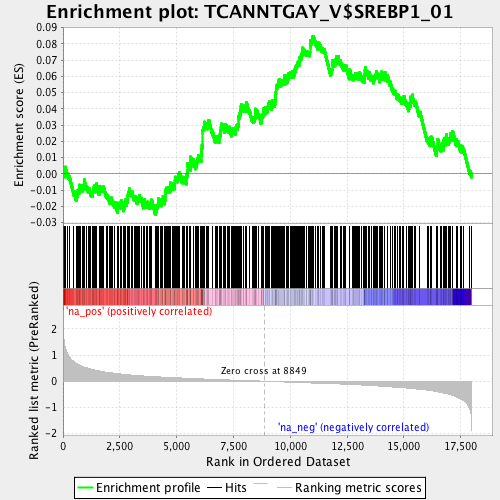 Enrichment plot: TCANNTGAY_V$SREBP1_01
Enrichment score (ES)
0.09
0.08
0.07
0.06
0.05
0.04
0.03
0.02
0.01
0.00
-0.01
-0.02
-0.03
'na_pos' (positively correlated)
Ranked list metric (PreRanked)
2
1
0
-1
-2
Zero cross at 8849
'na_neg' (negatively correlated)
0
2,500
5,000
7,500
10,000
12,500
15,000
17,500
Rank in Ordered Dataset
Enrichment profile
Hits
Ranking metric scores